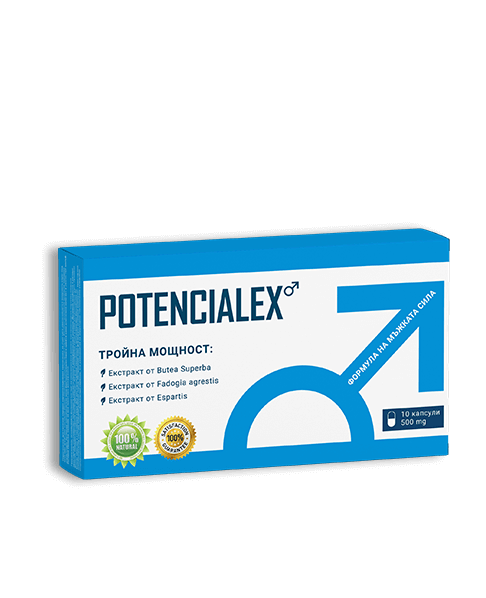 POTENCIALEX
ТРОЙНА МОЩНОСТ:
Екстракт от Butea Superba
Екстракт от Fadogia agrestis
Екстракт от Espartis
100%
NATURAL
SATISFACTION
100%
GUARANTEE
ФОРМУЛА НА МЪЖКАТА СИЛА
10 капсули
500 mg